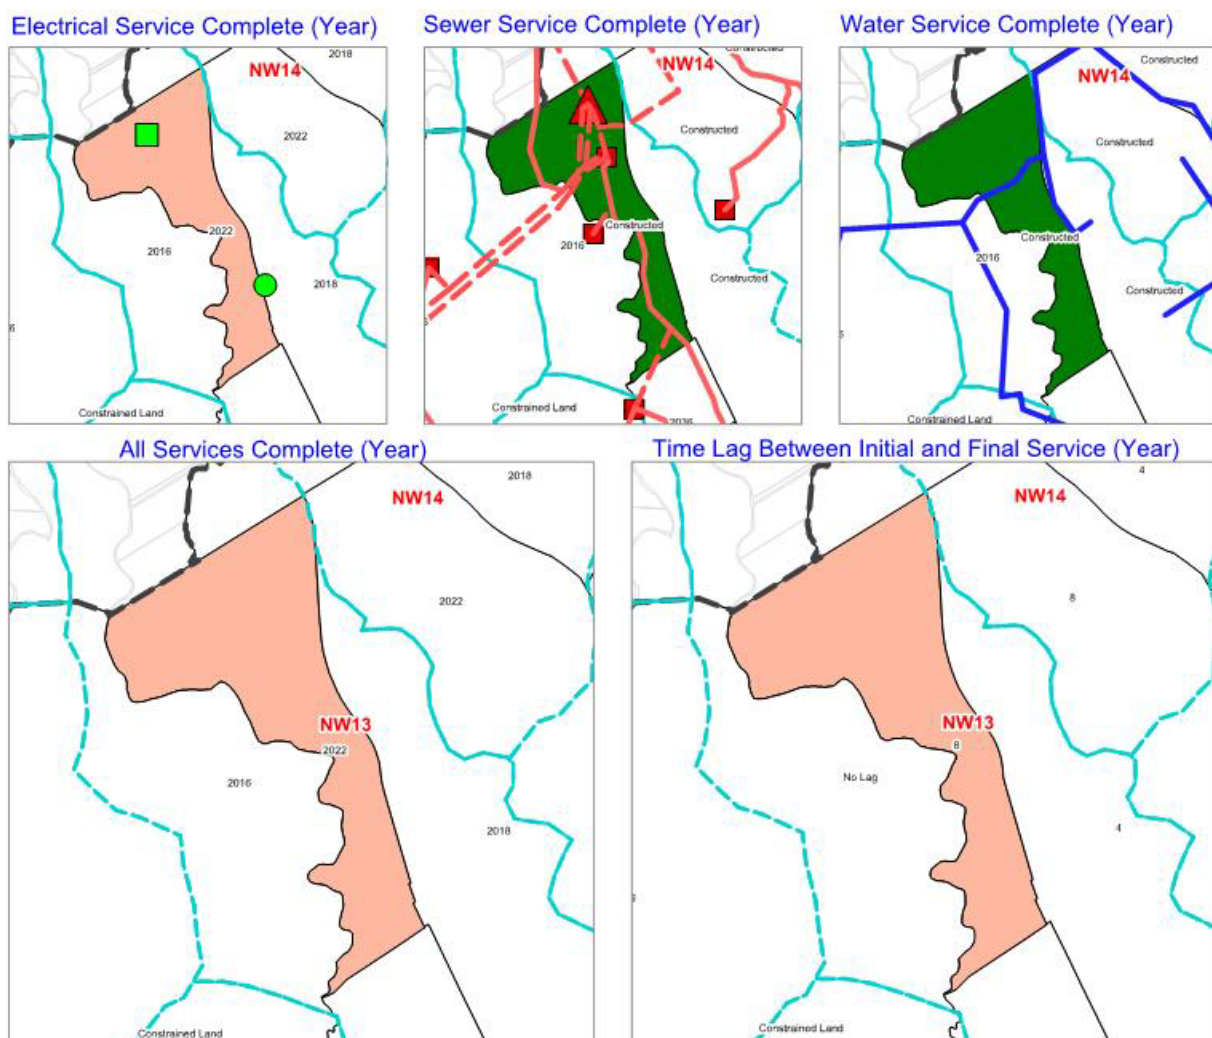 Electrical Service Complete (Year)
2018
NW14
2022
2022
2016
2018
6
Constrained Land
Sewer Service Complete (Year)
Constructed
NW14
Constructed
Constructed
2016
Constructed
Constrained Land
Water Service Complete (Year)
Constructed
NW14
Constructed
Constructed
2016
Constructed
Constrained Land
All Services Complete (Year)
2018
NW14
2022
NW13
2022
2016
2018
Constrained Land
Time Lag Between Initial and Final Service (Year)
4
NW14
8
NW13
8
No Lag
4
Constrained Land